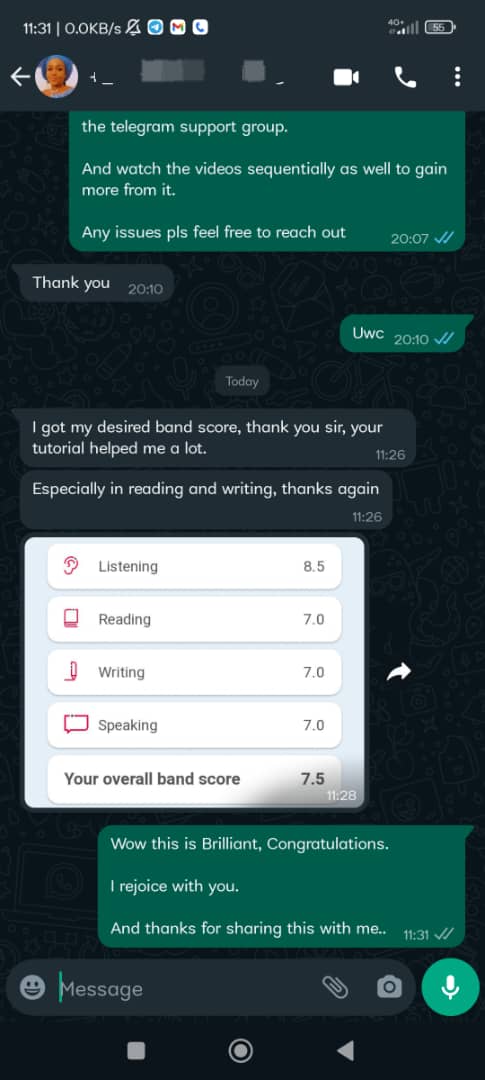 11:31 | 0.0KB/s
4G+
55
the telegram support group.
And watch the videos sequentially as well to gain
more from it.
Any issues pls feel free to reach out
20:07
Thank you 20:10
Uwc 20:10
Today
I got my desired band score, thank you sir, your
tutorial helped me a lot.
11:26
Especially in reading and writing, thanks again
11:26
Listening 8.5
Reading 7.0
Writing 7.0
Speaking 7.0
Your overall band score 7.5
11:28
Wow this is Brilliant, Congratulations.
I rejoice with you.
And thanks for sharing this with me.. 11:31
Message